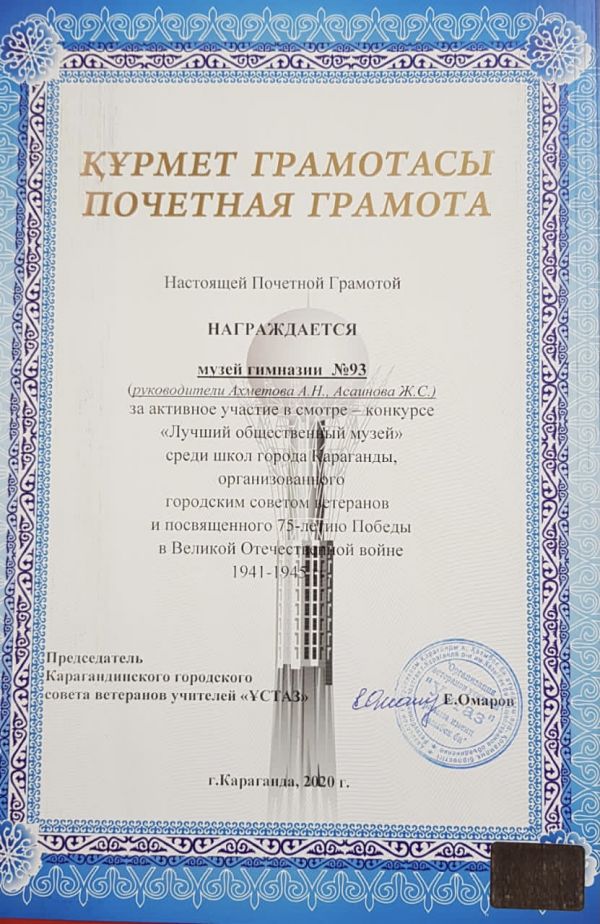 ҚҰРМЕТ ГРАМОТАСЫ
ПОЧЕТНАЯ ГРАМОТА
Настоящей Почетной Грамотой
НАГРАЖДАЕТСЯ
музей гимназии №93
(руководители Ахметова А.Н., Асаинова Ж.С.)
за активное участие в смотре – конкурсе
«Лучший общественный музей»
среди школ города Караганды,
организованного
городским советом ветеранов
и посвященного 75-летию Победы
в Великой Отечественной войне
1941-1945
Председатель
Карагандинского городского
совета ветеранов учителей «ҰСТАЗ»
Е.Омаров
г.Караганда, 2020 г.